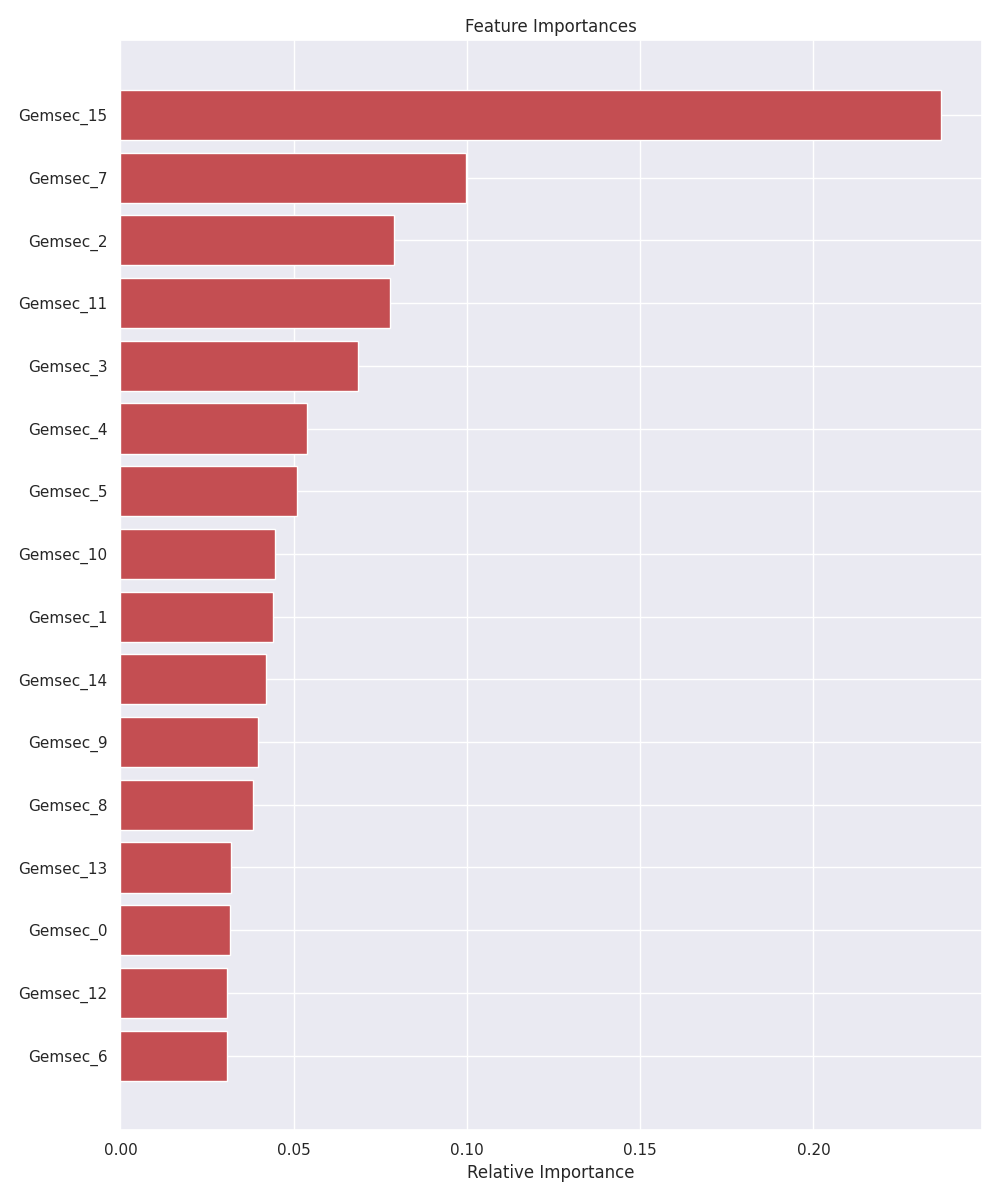 Feature Importances
Gemsec_15
Gemsec_7
Gemsec_2
Gemsec_11
Gemsec_3
Gemsec_4
Gemsec_5
Gemsec_10
Gemsec_1
Gemsec_14
Gemsec_9
Gemsec_8
Gemsec_13
Gemsec_0
Gemsec_12
Gemsec_6
0.00 0.05 0.10 0.15 0.20
Relative Importance